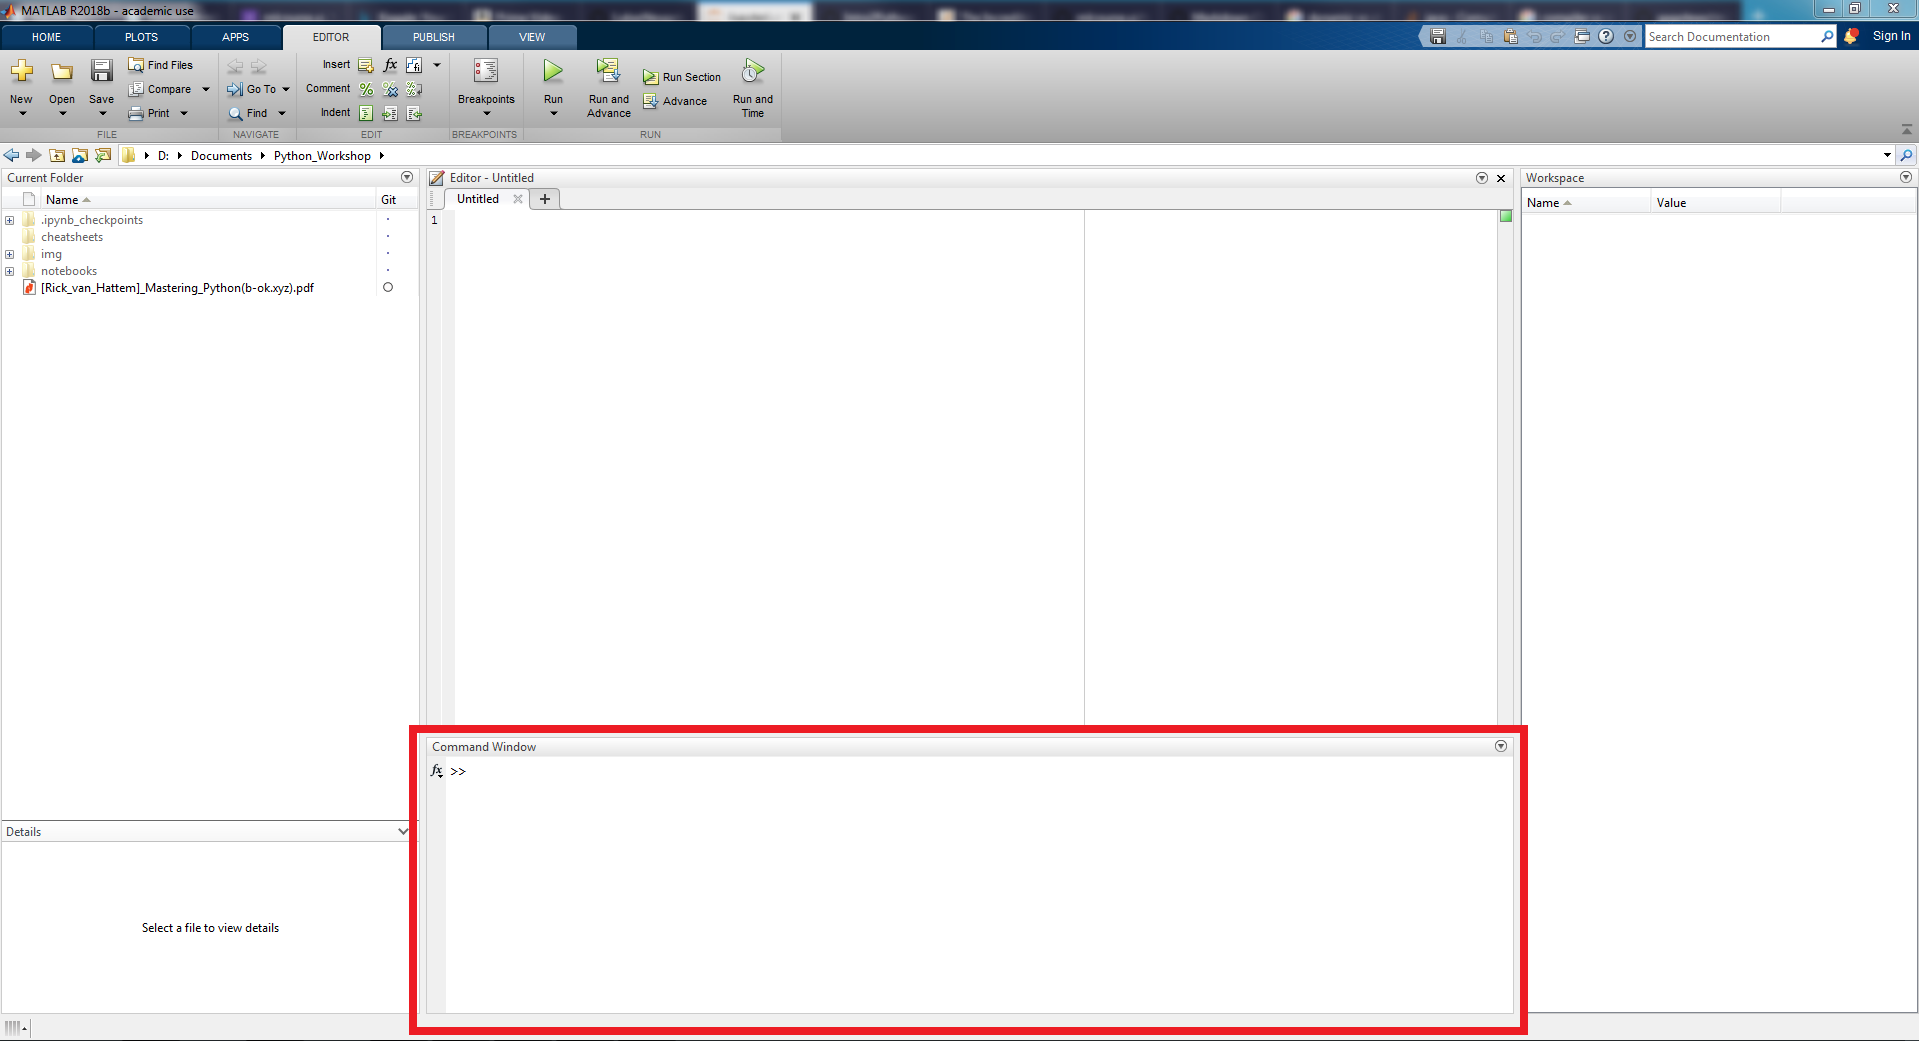 MATLAB R2018b - academic use
HOME PLOTS APPS EDITOR PUBLISH VIEW
Search Documentation
Sign In
New
Open
Save
Find Files
Compare
Print
FILE
Go To
Find
NAVIGATE
Insert
Comment
Indent
EDIT
Breakpoints
BREAKPOINTS
Run
Run and
Advance
Run Section
Advance
Run and
Time
RUN
D: Documents Python_Workshop
Current Folder
Name Git
.ipynb_checkpoints
cheatsheets
img
notebooks
[Rick_van_Hattem]_Mastering_Python(b-ok.xyz).pdf
Details
Select a file to view details
Editor - Untitled
Untitled
1
Command Window
fx >>
Workspace
Name Value